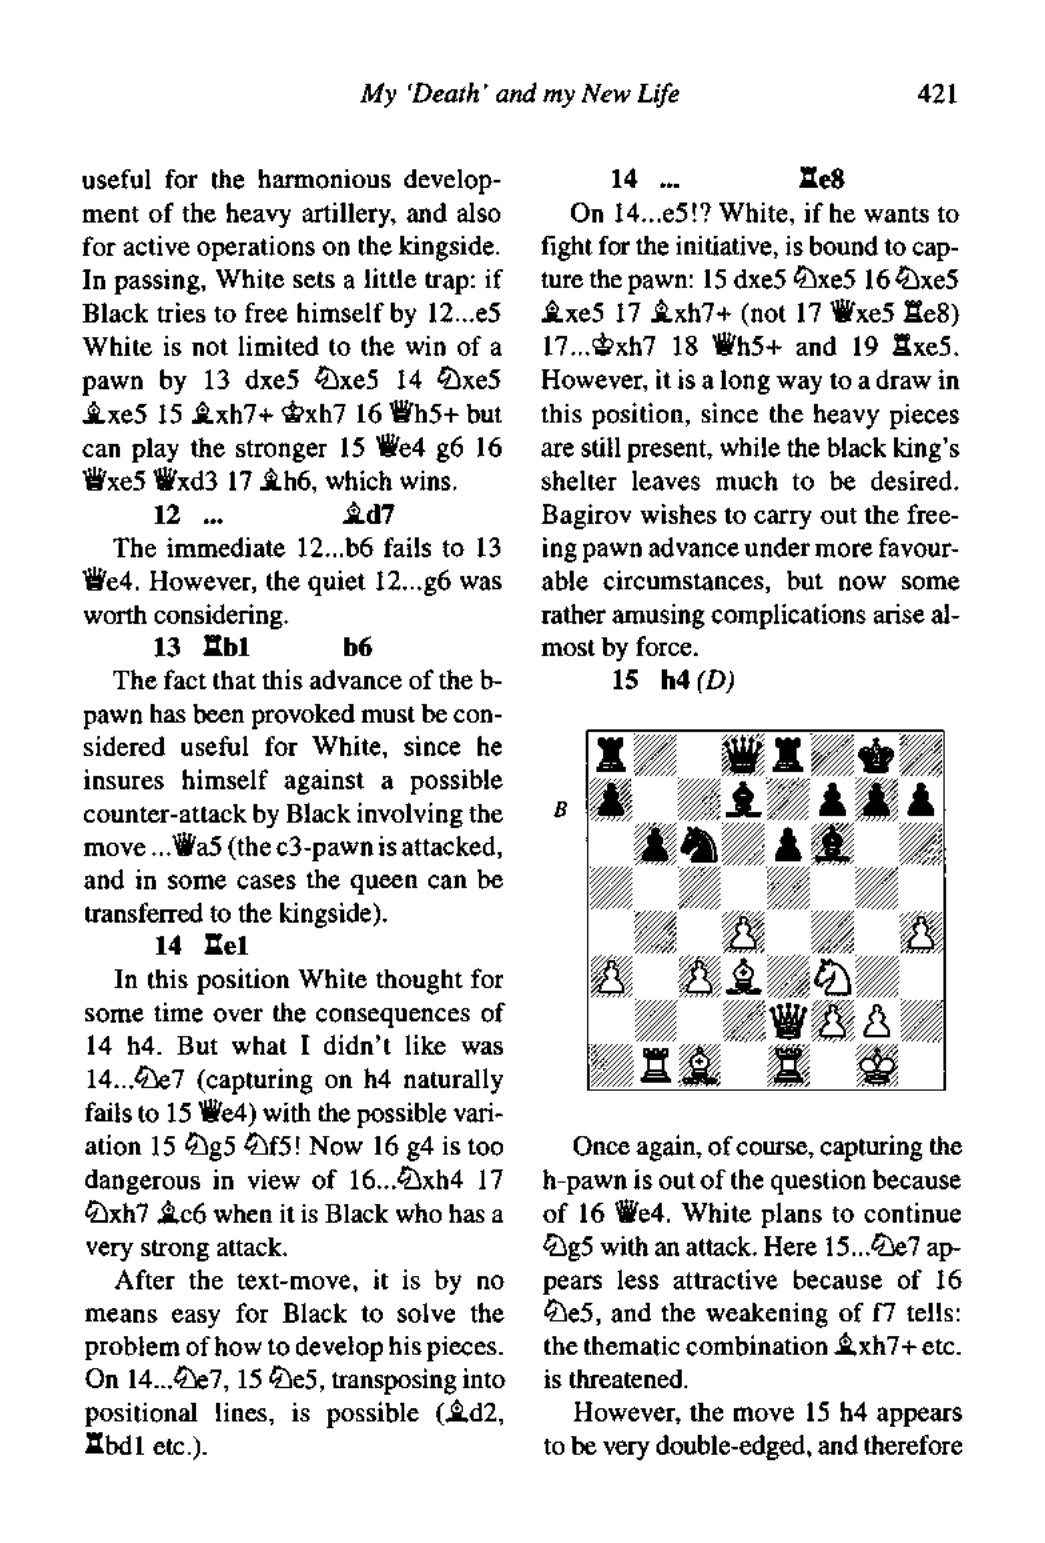 My 'Death' and my New Life 421
useful for the harmonious develop-
ment of the heavy artillery, and also
for active operations on the kingside.
In passing, White sets a little trap: if
Black tries to free himself by 12...e5
White is not limited to the win of a
pawn by 13 dxe5 ♘xe5 14 ♘xe5
♗xe5 15 ♗xh7+ ♔xh7 16 ♕h5+ but
can play the stronger 15 ♕e4 g6 16
♕xe5 ♕xd3 17 ♗h6, which wins.
12 ... ♗d7
The immediate 12...b6 fails to 13
♕e4. However, the quiet 12...g6 was
worth considering.
13 ♖b1 b6
The fact that this advance of the b-
pawn has been provoked must be con-
sidered useful for White, since he
insures himself against a possible
counter-attack by Black involving the
move ...♕a5 (the c3-pawn is attacked,
and in some cases the queen can be
transferred to the kingside).
14 ♖e1
In this position White thought for
some time over the consequences of
14 h4. But what I didn't like was
14...♘e7 (capturing on h4 naturally
fails to 15 ♕e4) with the possible vari-
ation 15 ♘g5 ♘f5! Now 16 g4 is too
dangerous in view of 16...♘xh4 17
♘xh7 ♗c6 when it is Black who has a
very strong attack.
After the text-move, it is by no
means easy for Black to solve the
problem of how to develop his pieces.
On 14...♘e7, 15 ♘e5, transposing into
positional lines, is possible (♗d2,
♖bd1 etc.).
14 ... ♖e8
On 14...e5!? White, if he wants to
fight for the initiative, is bound to cap-
ture the pawn: 15 dxe5 ♘xe5 16 ♘xe5
♗xe5 17 ♗xh7+ (not 17 ♕xe5 ♖e8)
17...♔xh7 18 ♕h5+ and 19 ♖xe5.
However, it is a long way to a draw in
this position, since the heavy pieces
are still present, while the black king's
shelter leaves much to be desired.
Bagirov wishes to carry out the free-
ing pawn advance under more favour-
able circumstances, but now some
rather amusing complications arise al-
most by force.
15 h4 (D)
B
Once again, of course, capturing the
h-pawn is out of the question because
of 16 ♕e4. White plans to continue
♘g5 with an attack. Here 15...♘e7 ap-
pears less attractive because of 16
♘e5, and the weakening of f7 tells:
the thematic combination ♗xh7+ etc.
is threatened.
However, the move 15 h4 appears
to be very double-edged, and therefore